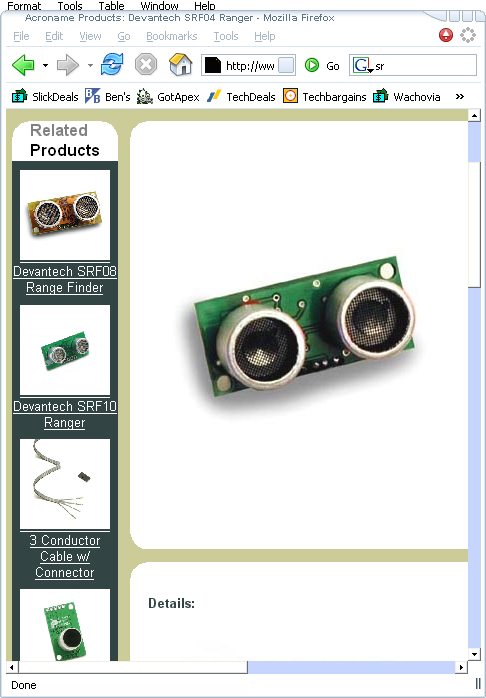 Format Tools Table Window Help
Acroname Products: Devantech SRF04 Ranger - Mozilla Firefox
File Edit View Go Bookmarks Tools Help
http://ww Go G sr
SlickDeals Ben's GotApex TechDeals Techbargains Wachovia »
Related
Products
Devantech SRF08
Range Finder
Devantech SRF10
Ranger
3 Conductor
Cable w/
Connector
Details:
Done